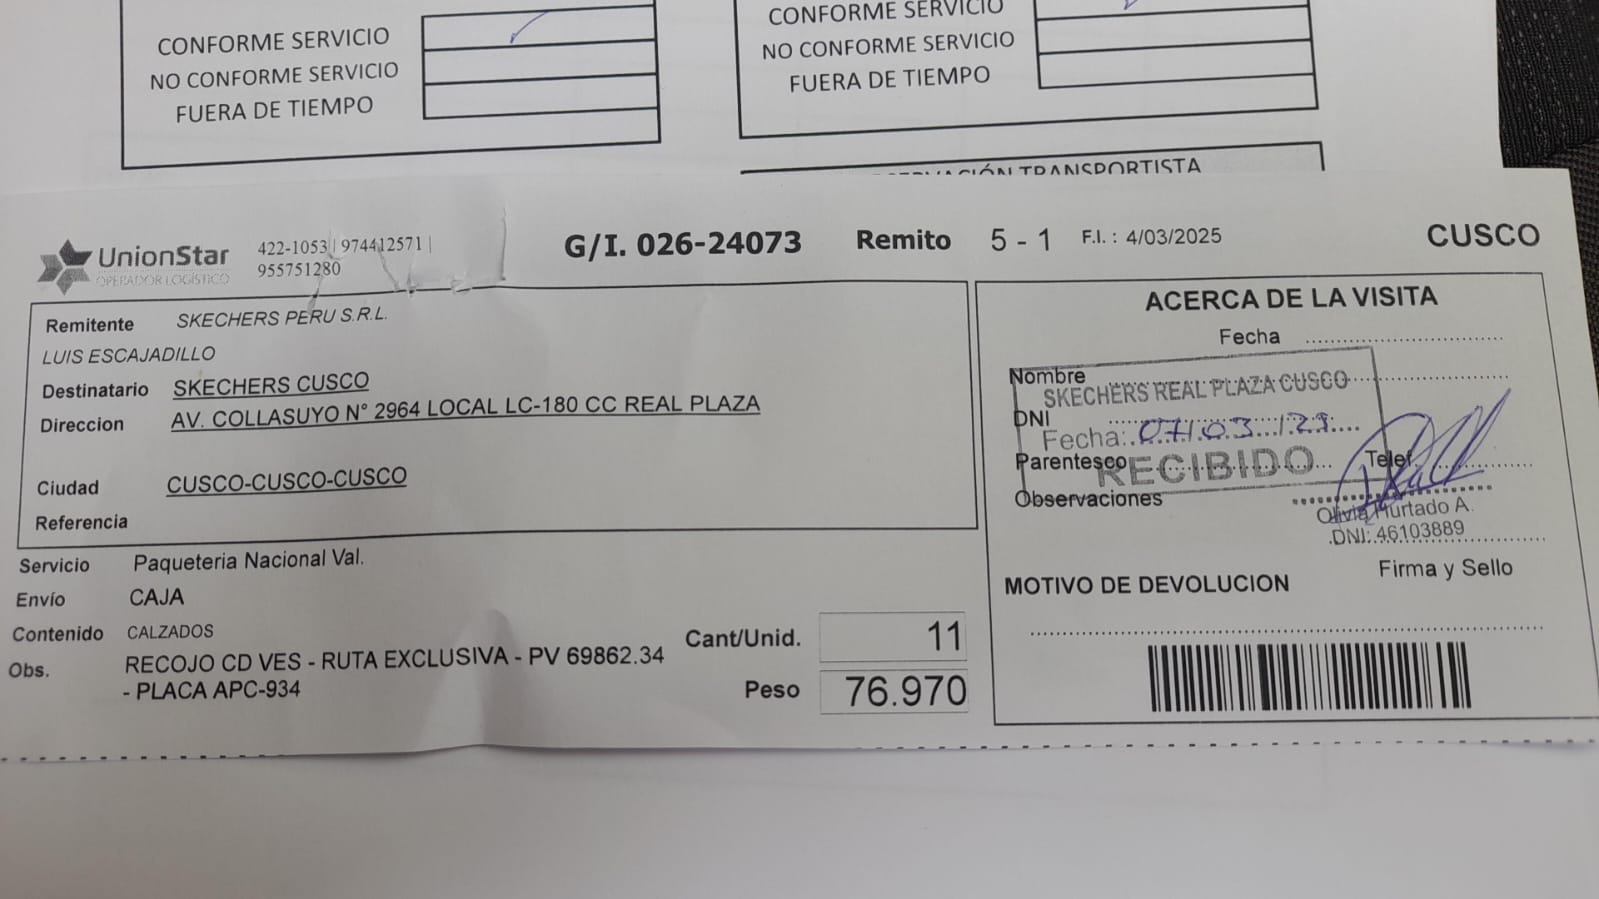 CONFORME SERVICIO
NO CONFORME SERVICIO
FUERA DE TIEMPO
CONFORME SERVICIO
NO CONFORME SERVICIO
FUERA DE TIEMPO
TRANSPORTISTA
UnionStar
OPERADOR LOGÍSTICO
422-1053 | 974412571 |
955751280
G/I. 026-24073 Remito 5 - 1 F.I. : 4/03/2025 CUSCO
Remitente SKECHERS PERU S.R.L.
LUIS ESCAJADILLO
Destinatario SKECHERS CUSCO
Direccion AV. COLLASUYO N° 2964 LOCAL LC-180 CC REAL PLAZA
Ciudad CUSCO-CUSCO-CUSCO
Referencia
Servicio Paqueteria Nacional Val.
Envío CAJA
Contenido CALZADOS
Obs. RECOJO CD VES - RUTA EXCLUSIVA - PV 69862.34
- PLACA APC-934
Cant/Unid. 11
Peso 76.970
ACERCA DE LA VISITA
Fecha
Nombre
SKECHERS REAL PLAZA CUSCO
DNI
Fecha: 07/03/25
Parentesco Telef.
RECIBIDO
Observaciones
Olivia Hurtado A.
DNI: 46103889
Firma y Sello
MOTIVO DE DEVOLUCION